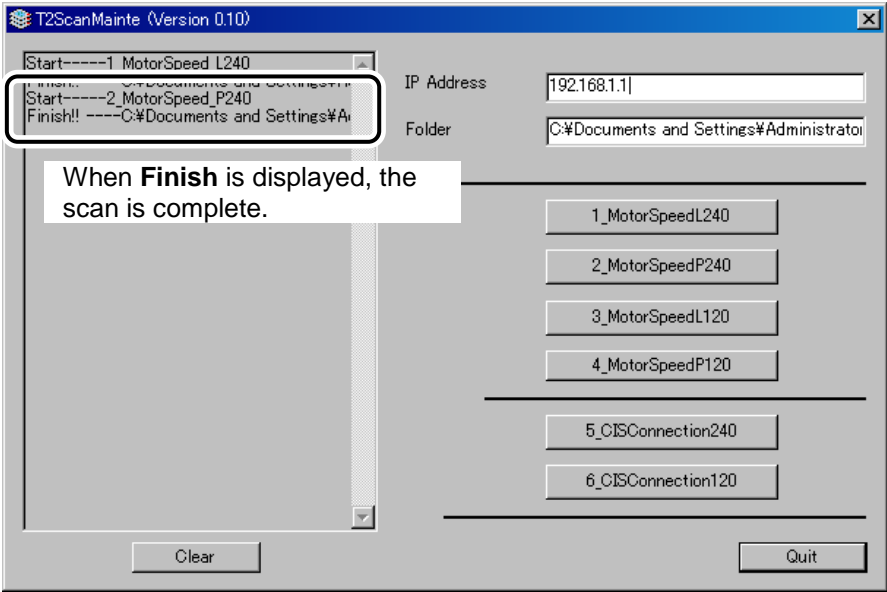 T2ScanMainte (Version 0.10)
Start-----1_MotorSpeed_L240
Start-----2_MotorSpeed_P240
Finish!! ----C:¥Documents and Settings¥A
When Finish is displayed, the
scan is complete.
IP Address
192.168.1.1
Folder
C:¥Documents and Settings¥Administrator
1_MotorSpeedL240
2_MotorSpeedP240
3_MotorSpeedL120
4_MotorSpeedP120
5_CISConnection240
6_CISConnection120
Clear
Quit